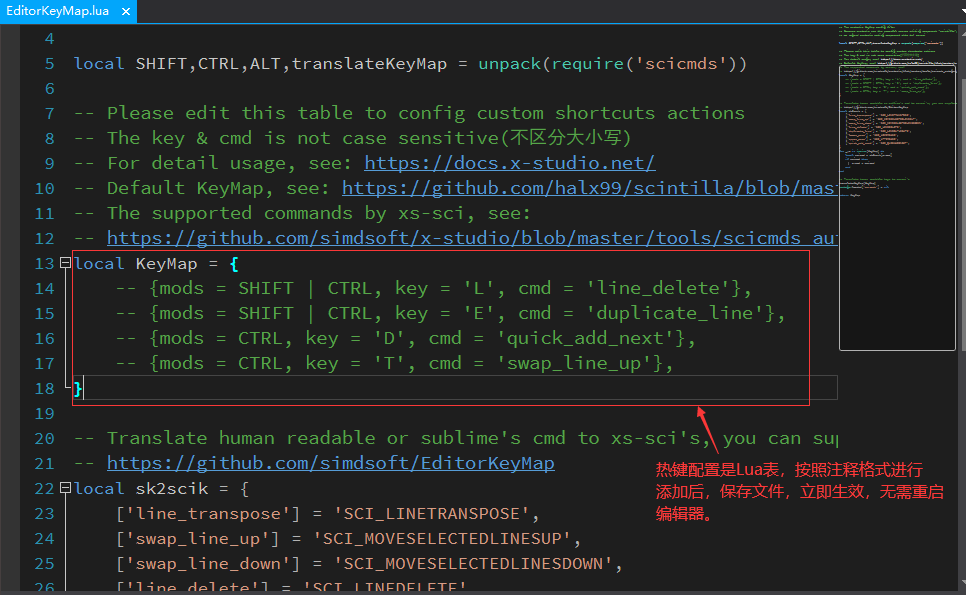 EditorKeyMap.lua ×
4
5 local SHIFT,CTRL,ALT,translateKeyMap = unpack(require('scicmds'))
6
7 -- Please edit this table to config custom shortcuts actions
8 -- The key & cmd is not case sensitive(不区分大小写)
9 -- For detail usage, see: https://docs.x-studio.net/
10 -- Default KeyMap, see: https://github.com/halx99/scintilla/blob/mas
11 -- The supported commands by xs-sci, see:
12 -- https://github.com/simdsoft/x-studio/blob/master/tools/scicmds_au
13 local KeyMap = {
14 -- {mods = SHIFT | CTRL, key = 'L', cmd = 'line_delete'},
15 -- {mods = SHIFT | CTRL, key = 'E', cmd = 'duplicate_line'},
16 -- {mods = CTRL, key = 'D', cmd = 'quick_add_next'},
17 -- {mods = CTRL, key = 'T', cmd = 'swap_line_up'},
18 }
19
20 -- Translate human readable or sublime's cmd to xs-sci's, you can sup
21 -- https://github.com/simdsoft/EditorKeyMap
22 local sk2scik = {
23 ['line_transpose'] = 'SCI_LINETRANSPOSE',
24 ['swap_line_up'] = 'SCI_MOVESELECTEDLINESUP',
25 ['swap_line_down'] = 'SCI_MOVESELECTEDLINESDOWN',
26 ['line_delete'] = 'SCI_LINEDELETE'
热键配置是Lua表，按照注释格式进行
添加后，保存文件，立即生效，无需重启
编辑器。